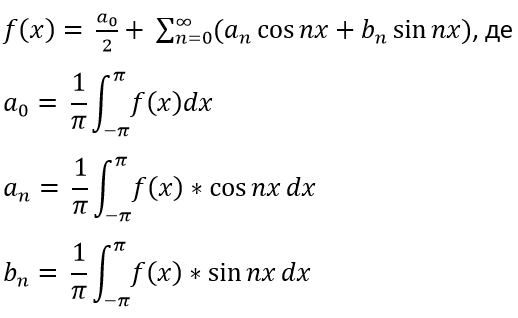 f(x) = a₀/2 + ∑_{n=0}^{∞}(aₙ cos nx + bₙ sin nx), де
a₀ = 1/π ∫_{-π}^{π} f(x)dx
aₙ = 1/π ∫_{-π}^{π} f(x) * cos nx dx
bₙ = 1/π ∫_{-π}^{π} f(x) * sin nx dx